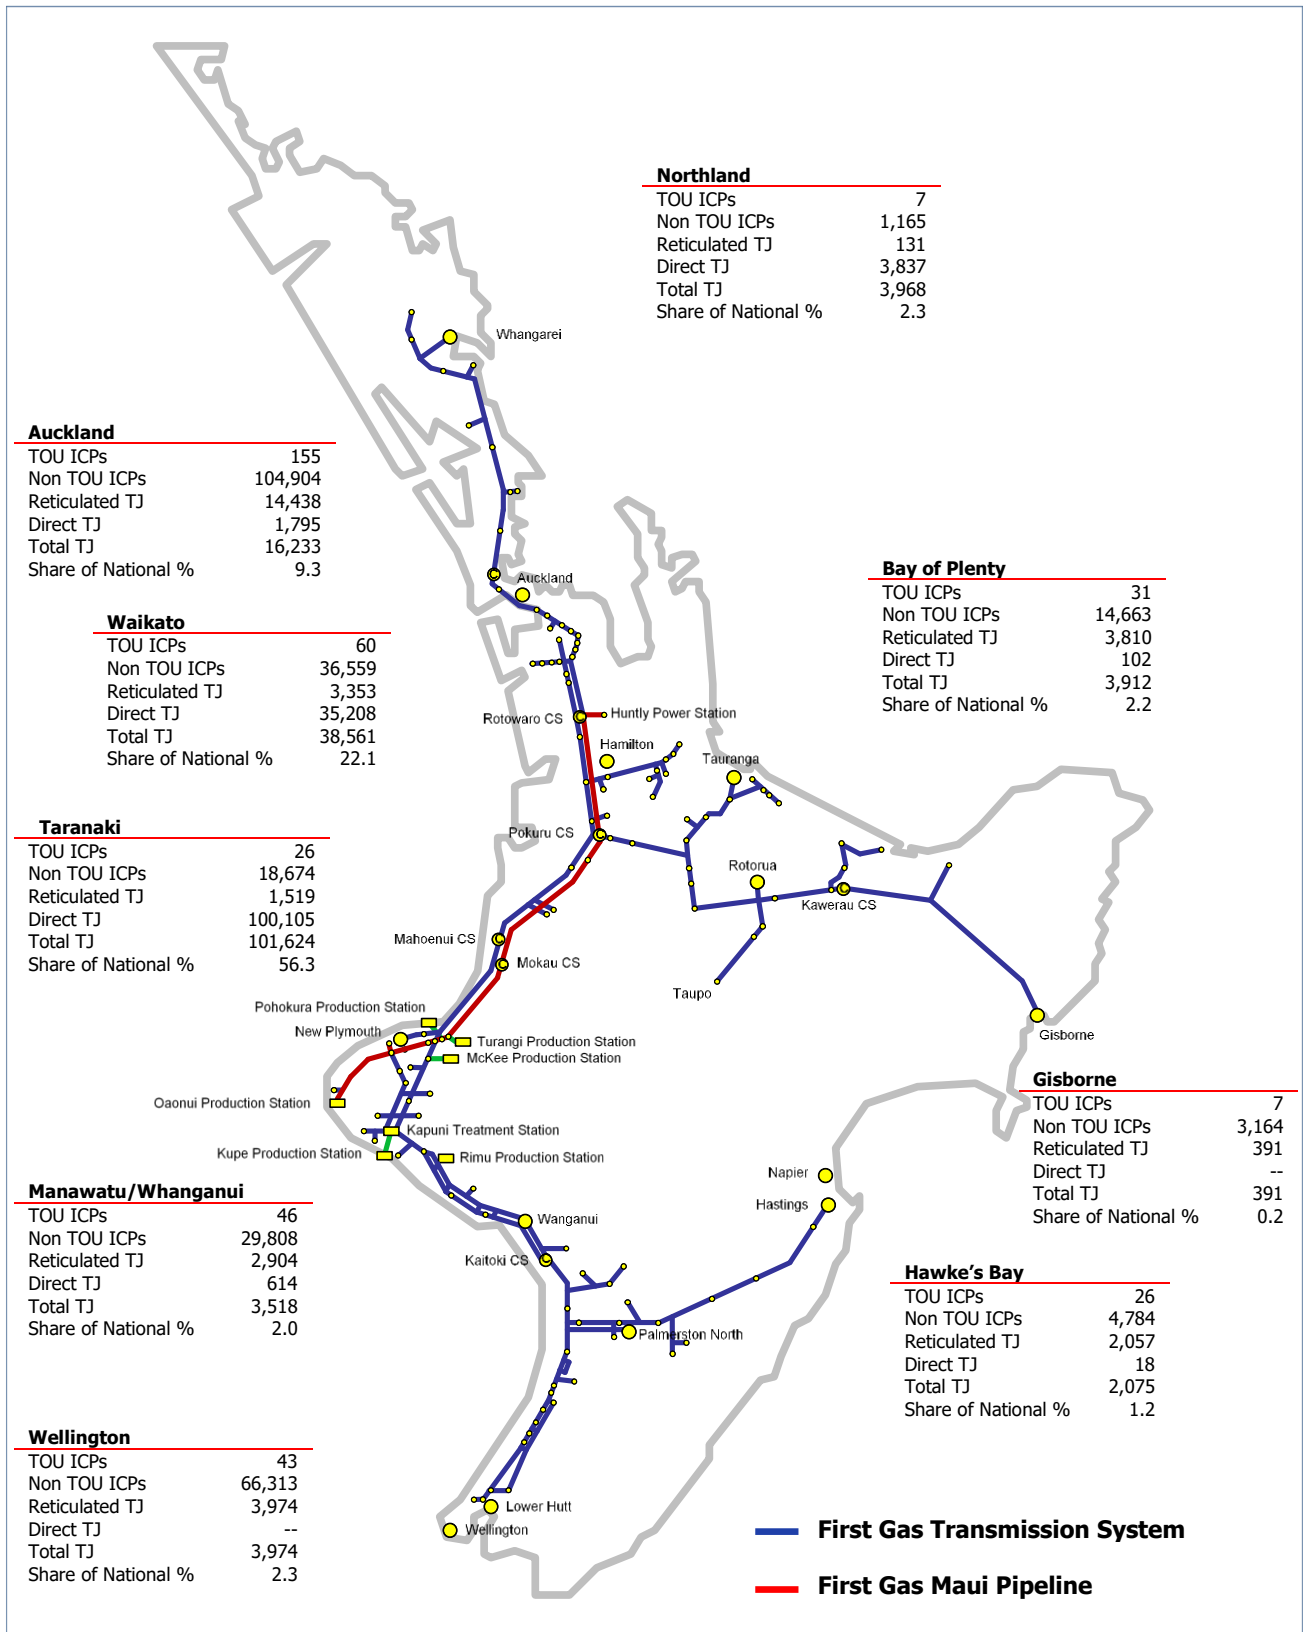 Northland
TOU ICPs 7
Non TOU ICPs 1,165
Reticulated TJ 131
Direct TJ 3,837
Total TJ 3,968
Share of National % 2.3
Whangarei
Auckland
TOU ICPs 155
Non TOU ICPs 104,904
Reticulated TJ 14,438
Direct TJ 1,795
Total TJ 16,233
Share of National % 9.3
Auckland
Bay of Plenty
TOU ICPs 31
Non TOU ICPs 14,663
Reticulated TJ 3,810
Direct TJ 102
Total TJ 3,912
Share of National % 2.2
Waikato
TOU ICPs 60
Non TOU ICPs 36,559
Reticulated TJ 3,353
Direct TJ 35,208
Total TJ 38,561
Share of National % 22.1
Rotowaro CS
Huntly Power Station
Hamilton
Tauranga
Pokuru CS
Rotorua
Kawerau CS
Taranaki
TOU ICPs 26
Non TOU ICPs 18,674
Reticulated TJ 1,519
Direct TJ 100,105
Total TJ 101,624
Share of National % 56.3
Mahoenui CS
Mokau CS
Taupo
Pohokura Production Station
New Plymouth
Turangi Production Station
McKee Production Station
Gisborne
Oaonui Production Station
Kapuni Treatment Station
Kupe Production Station
Rimu Production Station
Gisborne
TOU ICPs 7
Non TOU ICPs 3,164
Reticulated TJ 391
Direct TJ --
Total TJ 391
Share of National % 0.2
Napier
Hastings
Manawatu/Whanganui
TOU ICPs 46
Non TOU ICPs 29,808
Reticulated TJ 2,904
Direct TJ 614
Total TJ 3,518
Share of National % 2.0
Wanganui
Kaitoki CS
Palmerston North
Hawke's Bay
TOU ICPs 26
Non TOU ICPs 4,784
Reticulated TJ 2,057
Direct TJ 18
Total TJ 2,075
Share of National % 1.2
Wellington
TOU ICPs 43
Non TOU ICPs 66,313
Reticulated TJ 3,974
Direct TJ --
Total TJ 3,974
Share of National % 2.3
Lower Hutt
Wellington
First Gas Transmission System
First Gas Maui Pipeline